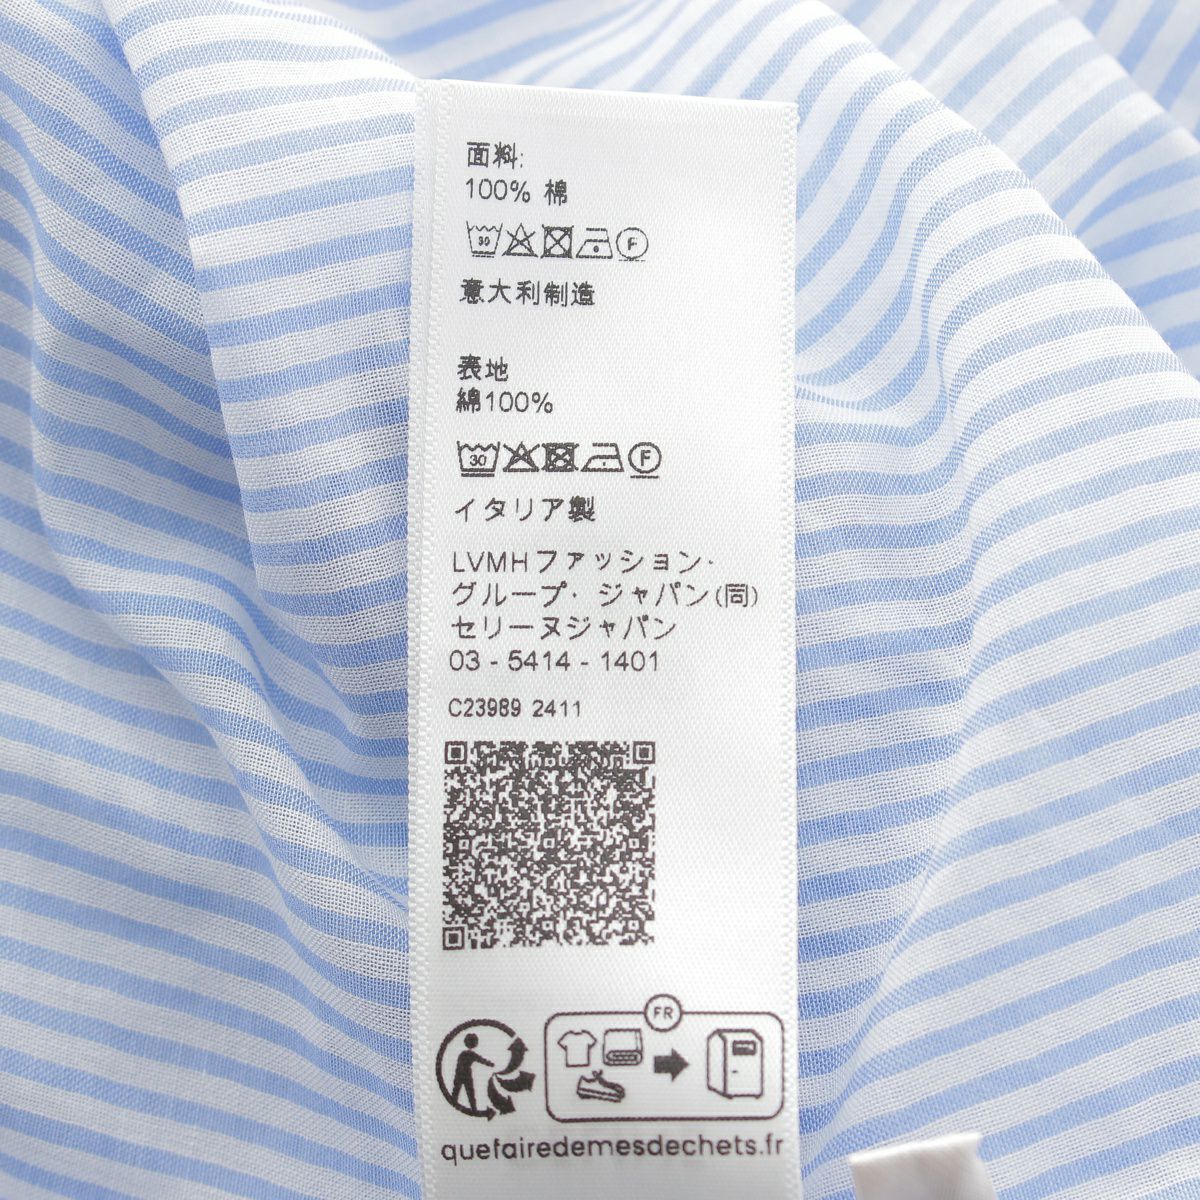 面料:
100% 棉
30 F
意大利制造
表地
綿100%
30 F
イタリア製
LVMHファッション・
グループ・ジャパン(同)
セリーヌジャパン
03 - 5414 - 1401
C23989 2411
FR
quefairedemesdechets.fr